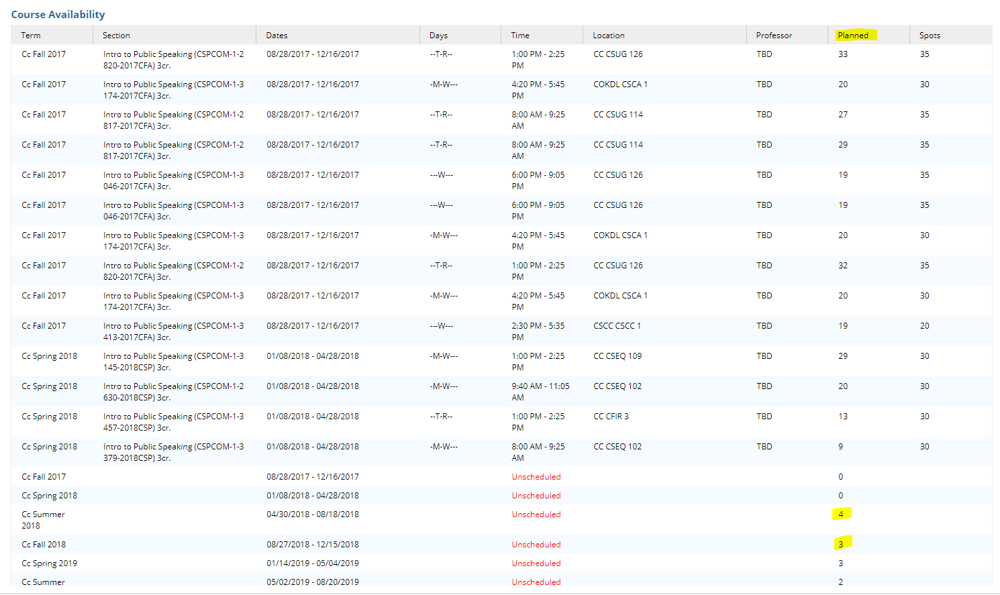 Course Availability
Term Section Dates Days Time Location Professor Planned Spots
Cc Fall 2017 Intro to Public Speaking (CSPCOM-1-2 08/28/2017 - 12/16/2017 --T-R-- 1:00 PM - 2:25 CC CSUG 126 TBD 33 35
820-2017CFA) 3cr. PM
Cc Fall 2017 Intro to Public Speaking (CSPCOM-1-3 08/28/2017 - 12/16/2017 -M-W--- 4:20 PM - 5:45 COKDL CSCA 1 TBD 20 30
174-2017CFA) 3cr. PM
Cc Fall 2017 Intro to Public Speaking (CSPCOM-1-2 08/28/2017 - 12/16/2017 --T-R-- 8:00 AM - 9:25 CC CSUG 114 TBD 27 35
817-2017CFA) 3cr. AM
Cc Fall 2017 Intro to Public Speaking (CSPCOM-1-2 08/28/2017 - 12/16/2017 --T-R-- 8:00 AM - 9:25 CC CSUG 114 TBD 29 35
817-2017CFA) 3cr. AM
Cc Fall 2017 Intro to Public Speaking (CSPCOM-1-3 08/28/2017 - 12/16/2017 ---W--- 6:00 PM - 9:05 CC CSUG 126 TBD 19 35
046-2017CFA) 3cr. PM
Cc Fall 2017 Intro to Public Speaking (CSPCOM-1-3 08/28/2017 - 12/16/2017 ---W--- 6:00 PM - 9:05 CC CSUG 126 TBD 19 35
046-2017CFA) 3cr. PM
Cc Fall 2017 Intro to Public Speaking (CSPCOM-1-3 08/28/2017 - 12/16/2017 -M-W--- 4:20 PM - 5:45 COKDL CSCA 1 TBD 20 30
174-2017CFA) 3cr. PM
Cc Fall 2017 Intro to Public Speaking (CSPCOM-1-2 08/28/2017 - 12/16/2017 --T-R-- 1:00 PM - 2:25 CC CSUG 126 TBD 32 35
820-2017CFA) 3cr. PM
Cc Fall 2017 Intro to Public Speaking (CSPCOM-1-3 08/28/2017 - 12/16/2017 -M-W--- 4:20 PM - 5:45 COKDL CSCA 1 TBD 20 30
174-2017CFA) 3cr. PM
Cc Fall 2017 Intro to Public Speaking (CSPCOM-1-3 08/28/2017 - 12/16/2017 ---W--- 2:30 PM - 5:35 CSCC CSCC 1 TBD 19 20
413-2017CFA) 3cr. PM
Cc Spring 2018 Intro to Public Speaking (CSPCOM-1-3 01/08/2018 - 04/28/2018 -M-W--- 1:00 PM - 2:25 CC CSEQ 109 TBD 29 30
145-2018CSP) 3cr. PM
Cc Spring 2018 Intro to Public Speaking (CSPCOM-1-2 01/08/2018 - 04/28/2018 -M-W--- 9:40 AM - 11:05 CC CSEQ 102 TBD 20 30
630-2018CSP) 3cr. AM
Cc Spring 2018 Intro to Public Speaking (CSPCOM-1-3 01/08/2018 - 04/28/2018 --T-R-- 1:00 PM - 2:25 CC CFIR 3 TBD 13 30
457-2018CSP) 3cr. PM
Cc Spring 2018 Intro to Public Speaking (CSPCOM-1-3 01/08/2018 - 04/28/2018 -M-W--- 8:00 AM - 9:25 CC CSEQ 102 TBD 9 30
379-2018CSP) 3cr. AM
Cc Fall 2017 08/28/2017 - 12/16/2017 Unscheduled 0
Cc Spring 2018 01/08/2018 - 04/28/2018 Unscheduled 0
Cc Summer 04/30/2018 - 08/18/2018 Unscheduled 4
2018
Cc Fall 2018 08/27/2018 - 12/15/2018 Unscheduled 3
Cc Spring 2019 01/14/2019 - 05/04/2019 Unscheduled 3
Cc Summer 05/02/2019 - 08/20/2019 Unscheduled 2